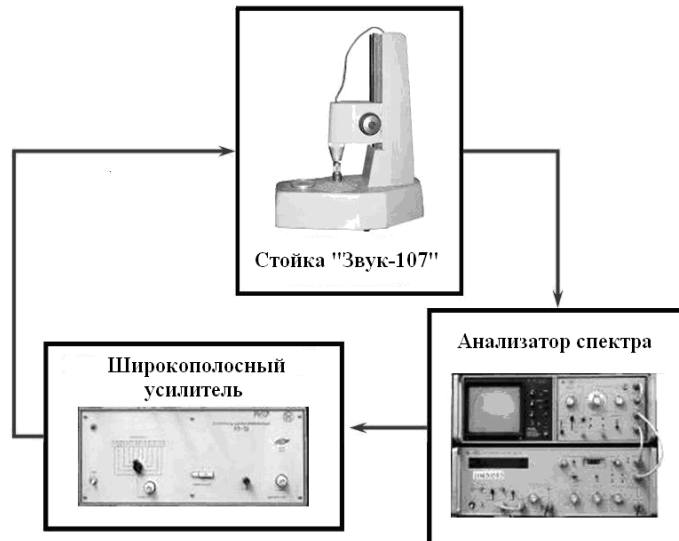 Стойка "Звук-107"
Анализатор спектра
Широкополосный
усилитель